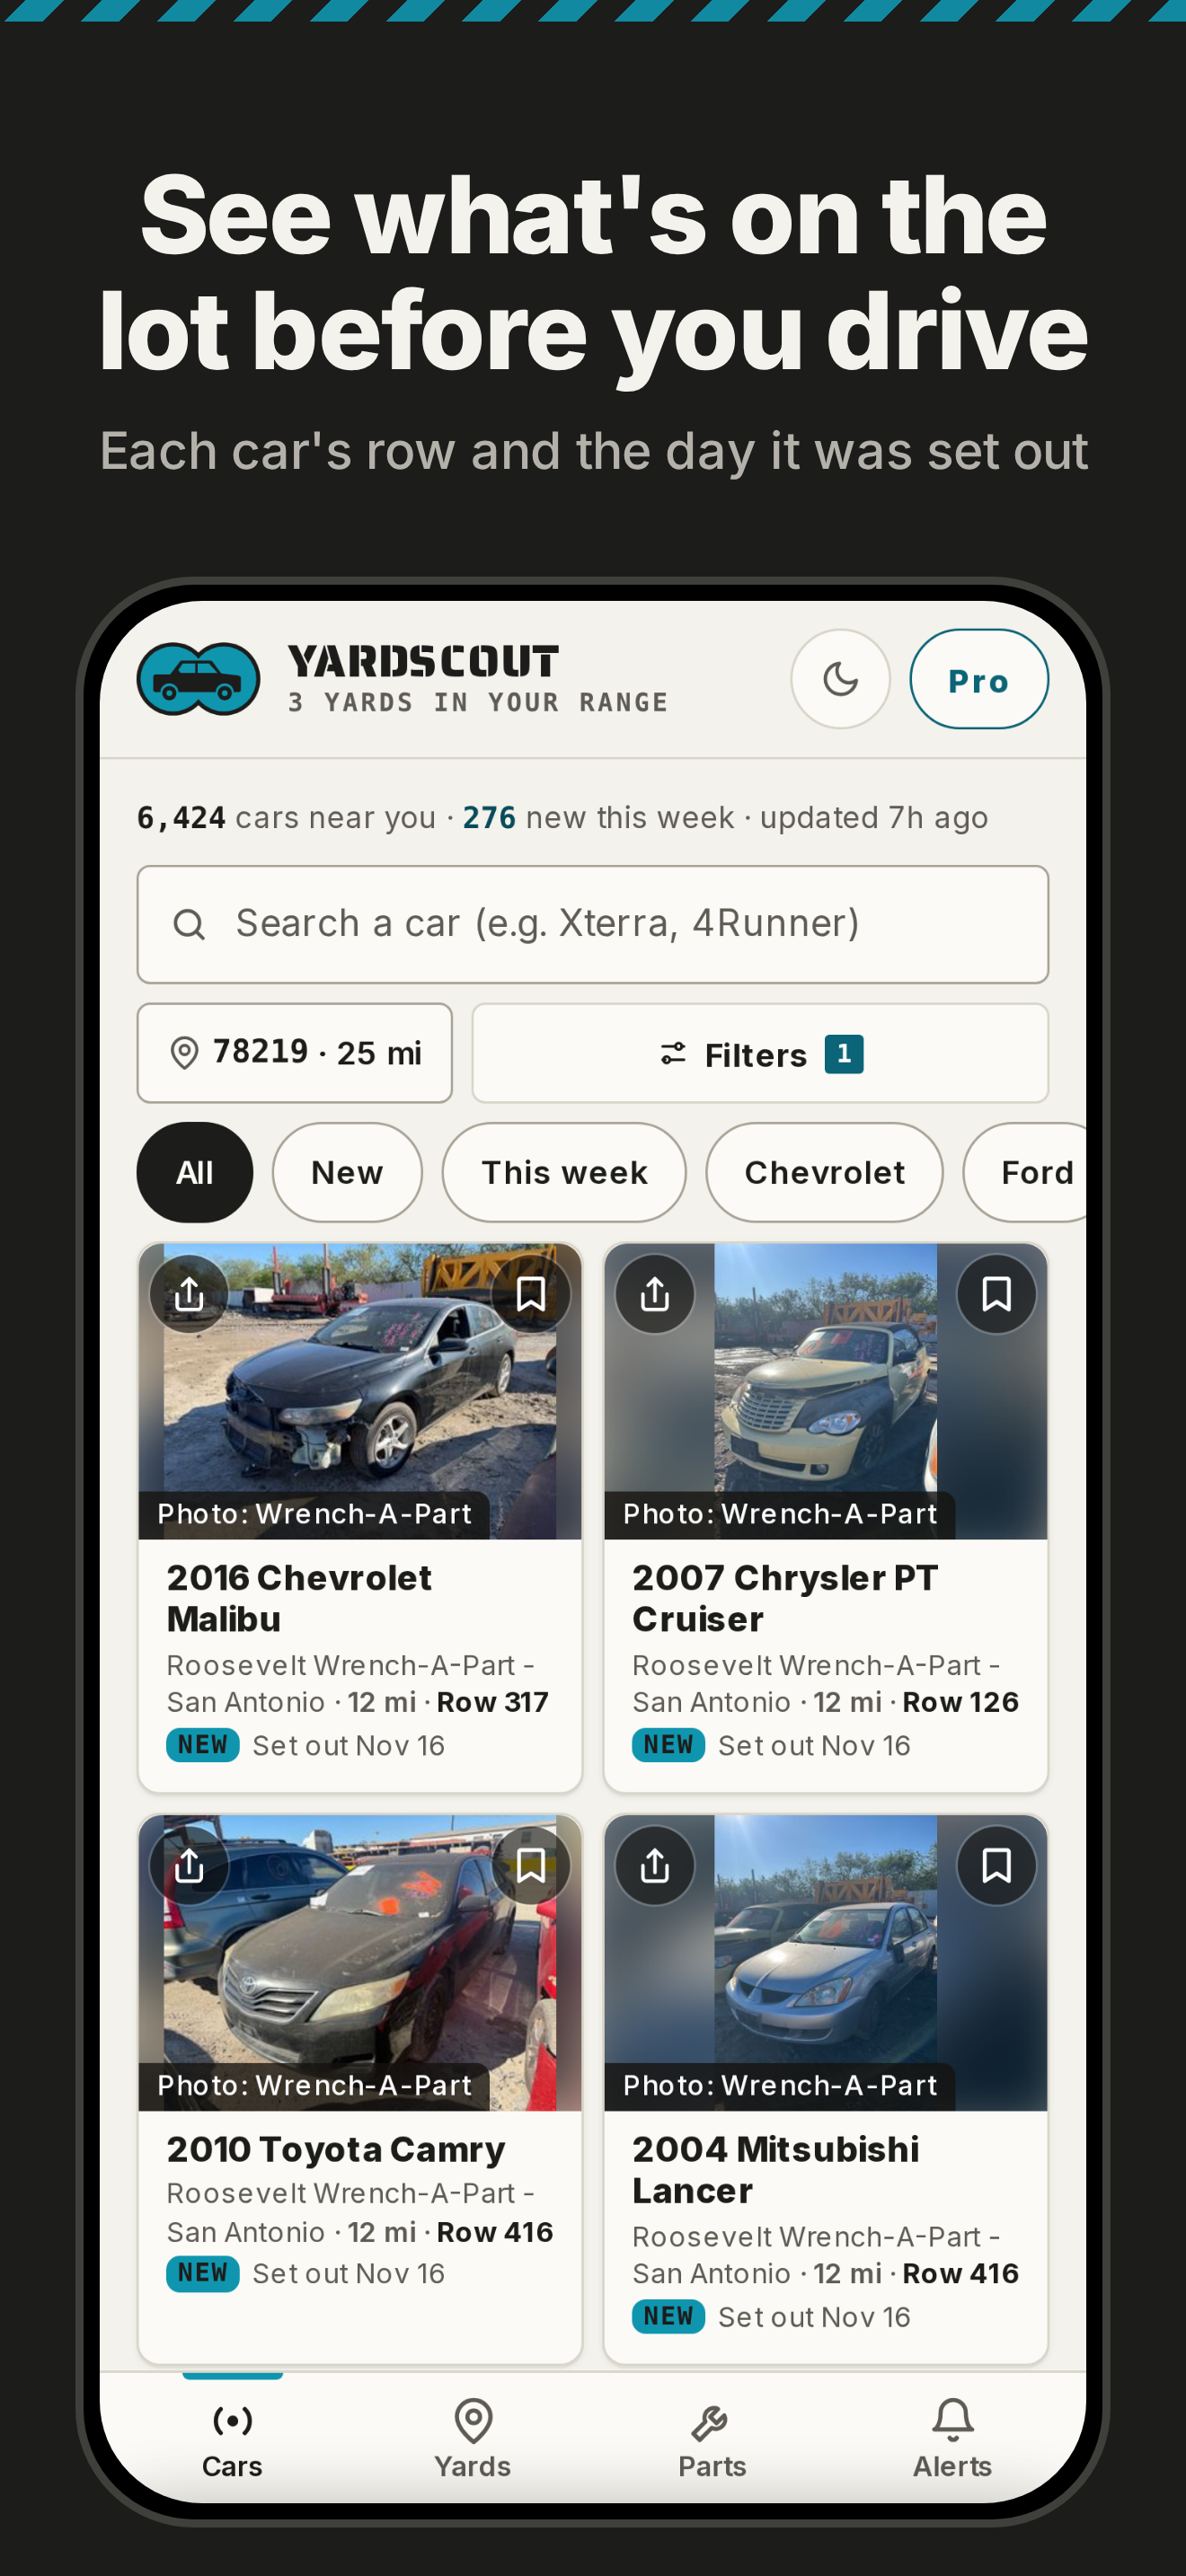 See what's on the
lot before you drive
Each car's row and the day it was set out
YARDSCOUT
3 YARDS IN YOUR RANGE
Pro
6,424 cars near you · 276 new this week · updated 7h ago
Search a car (e.g. Xterra, 4Runner)
78219 · 25 mi
Filters 1
All
New
This week
Chevrolet
Ford
Photo: Wrench-A-Part
2016 Chevrolet
Malibu
Roosevelt Wrench-A-Part -
San Antonio · 12 mi · Row 317
NEW Set out Nov 16
Photo: Wrench-A-Part
2007 Chrysler PT
Cruiser
Roosevelt Wrench-A-Part -
San Antonio · 12 mi · Row 126
NEW Set out Nov 16
Photo: Wrench-A-Part
2010 Toyota Camry
Roosevelt Wrench-A-Part -
San Antonio · 12 mi · Row 416
NEW Set out Nov 16
Photo: Wrench-A-Part
2004 Mitsubishi
Lancer
Roosevelt Wrench-A-Part -
San Antonio · 12 mi · Row 416
NEW Set out Nov 16
Cars
Yards
Parts
Alerts